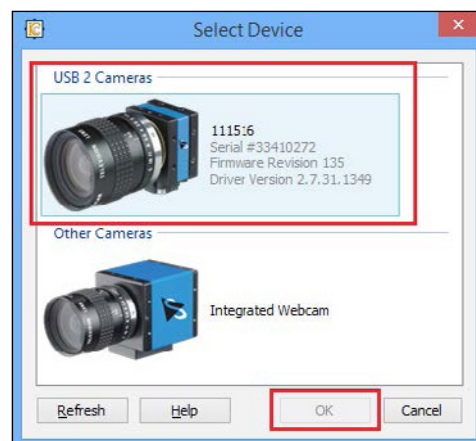 Select Device
USB 2 Cameras
111516
Serial #33410272
Firmware Revision 135
Driver Version 2.7.31.1349
Other Cameras
Integrated Webcam
Refresh
Help
OK
Cancel